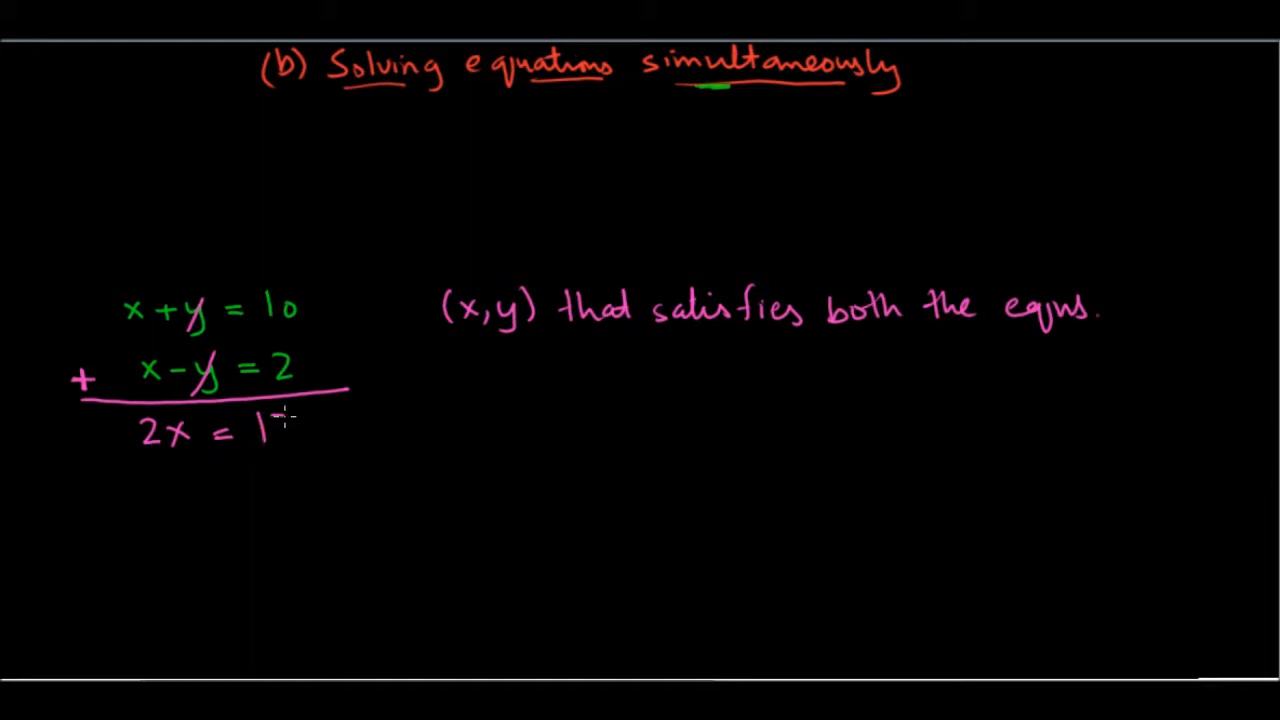 (b) Solving equations simultaneously
x + y = 10 (x, y) that satisfies both the eqns.
+ x - y = 2
2x = 1